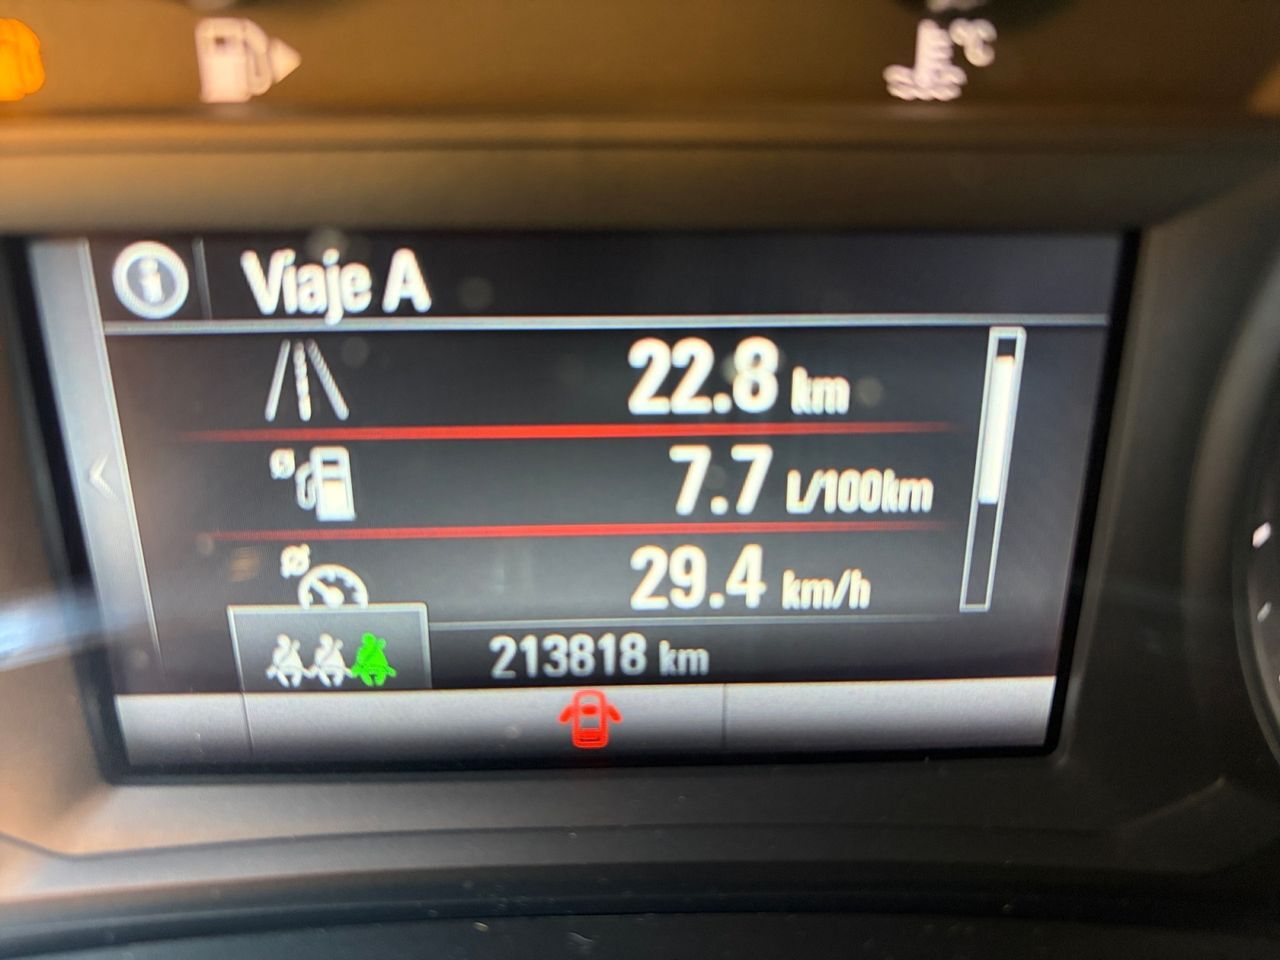 °C
Viaje A
22.8 km
Ø 7.7 L/100km
Ø 29.4 km/h
213818 km